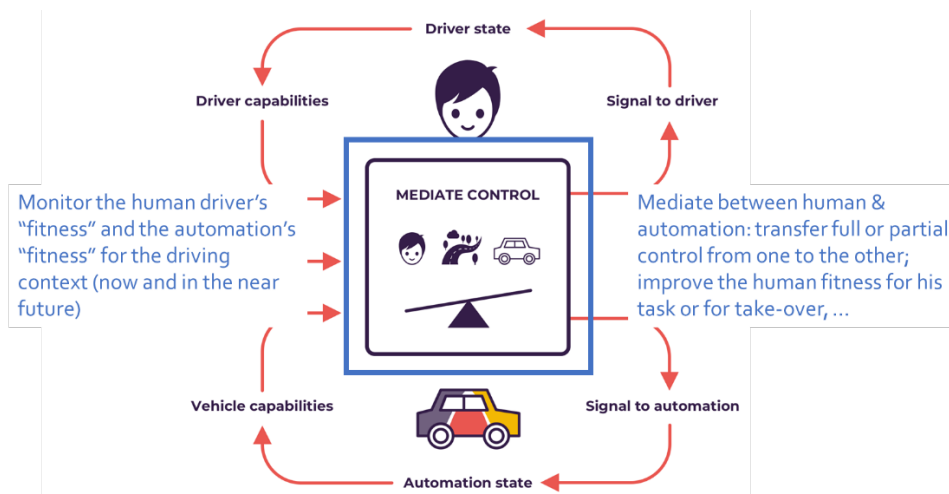 Driver state
Driver capabilities
Signal to driver
MEDIATE CONTROL
Monitor the human driver's
“fitness” and the automation's
“fitness” for the driving
context (now and in the near
future)
Mediate between human &
automation: transfer full or partial
control from one to the other;
improve the human fitness for his
task or for take-over, ...
Vehicle capabilities
Signal to automation
Automation state